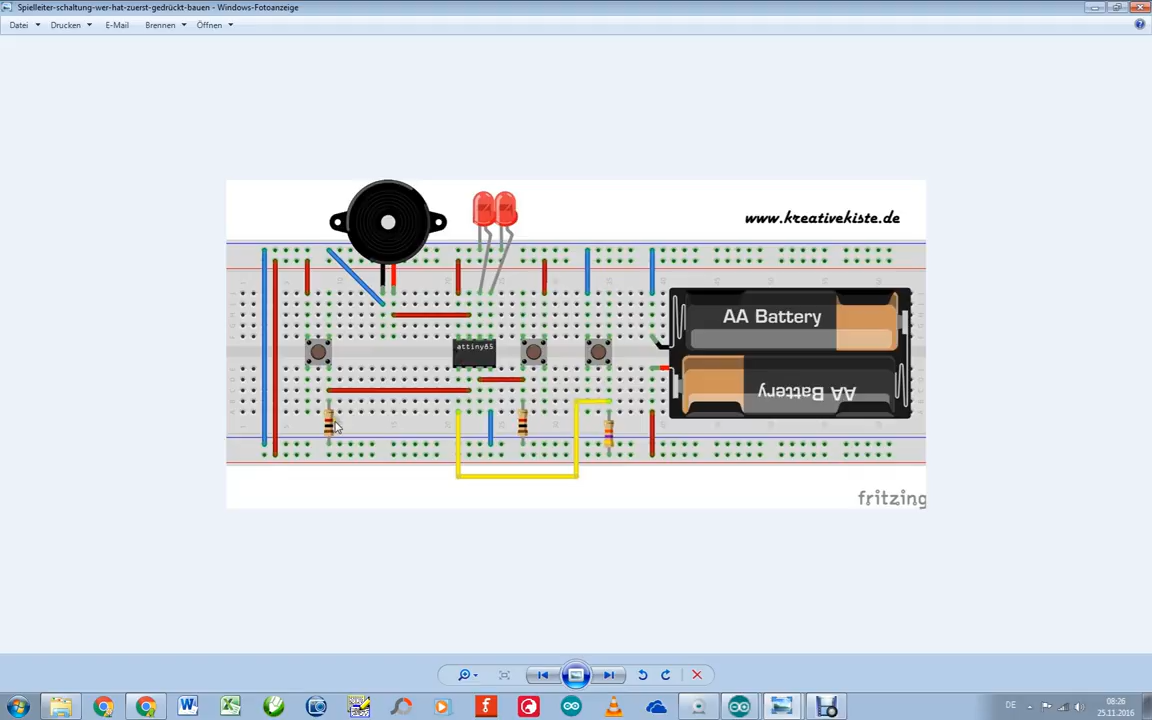 Spielleiter-schaltung-wer-hat-zuerst-gedrückt-bauen - Windows-Fotoanzeige
Datei Drucken E-Mail Brennen Öffnen
www.kreativekiste.de
AA Battery
attiny85
AA Battery
fritzing
DE
08:26
25.11.2016